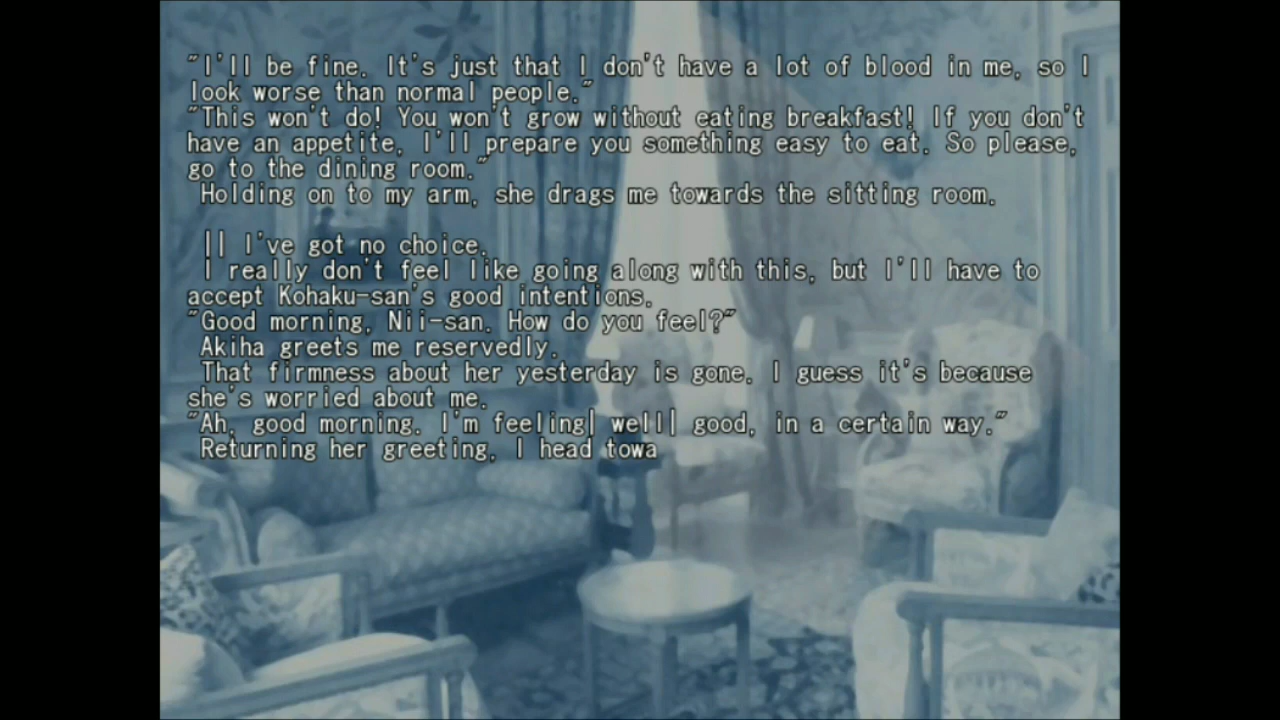 "I'll be fine. It's just that I don't have a lot of blood in me, so I
look worse than normal people."
"This won't do! You won't grow without eating breakfast! If you don't
have an appetite, I'll prepare you something easy to eat. So please,
go to the dining room."
Holding on to my arm, she drags me towards the sitting room.
|| I've got no choice.
I really don't feel like going along with this, but I'll have to
accept Kohaku-san's good intentions.
"Good morning, Nii-san. How do you feel?"
Akiha greets me reservedly.
That firmness about her yesterday is gone. I guess it's because
she's worried about me.
"Ah, good morning. I'm feeling| well| good, in a certain way."
Returning her greeting, I head towa